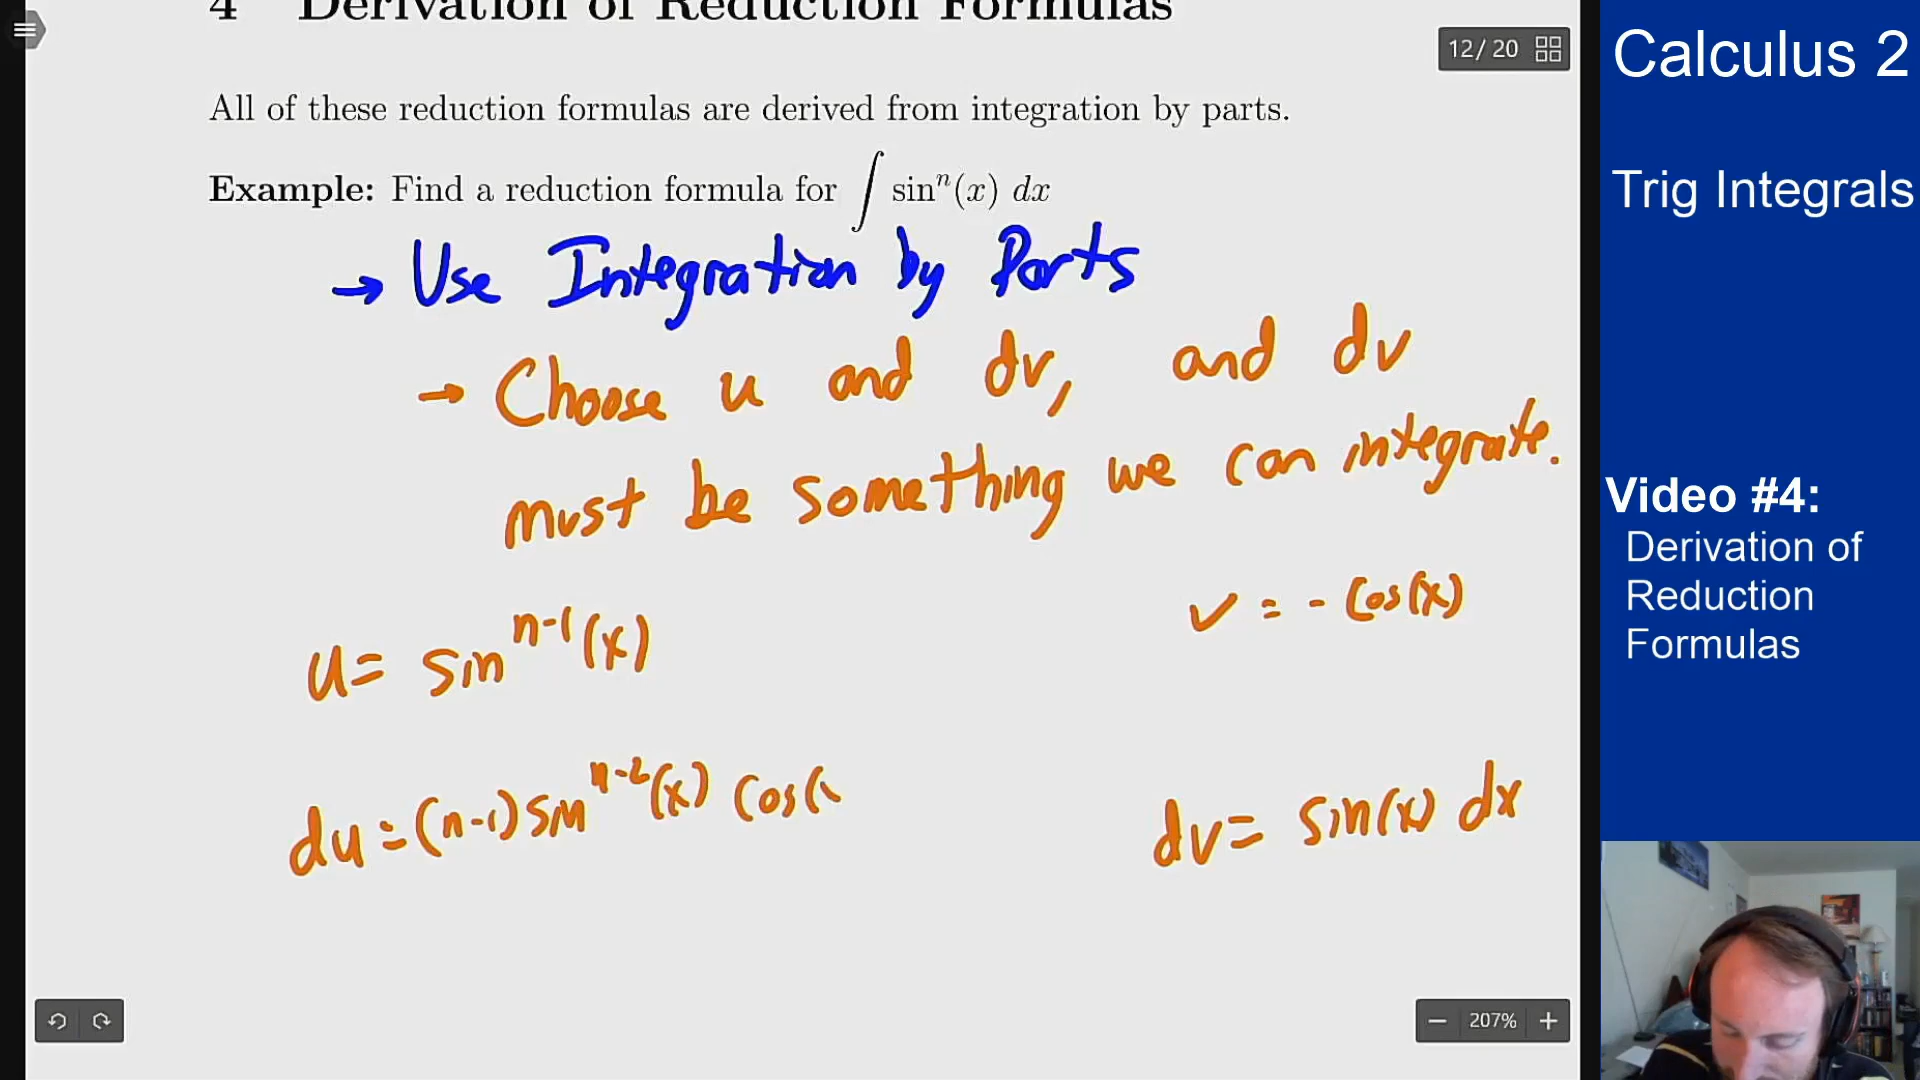 4 Derivation of Reduction Formulas
12/ 20
All of these reduction formulas are derived from integration by parts.
Example: Find a reduction formula for ∫ sinⁿ(x) dx
→ Use Integration by Parts
→ Choose u and dv, and dv
must be something we can integrate.
u = sinⁿ⁻¹(x)
v = - cos(x)
du = (n-1) sinⁿ⁻²(x) cos(
dv = sin(x) dx
207%
Calculus 2
Trig Integrals
Video #4:
Derivation of
Reduction
Formulas